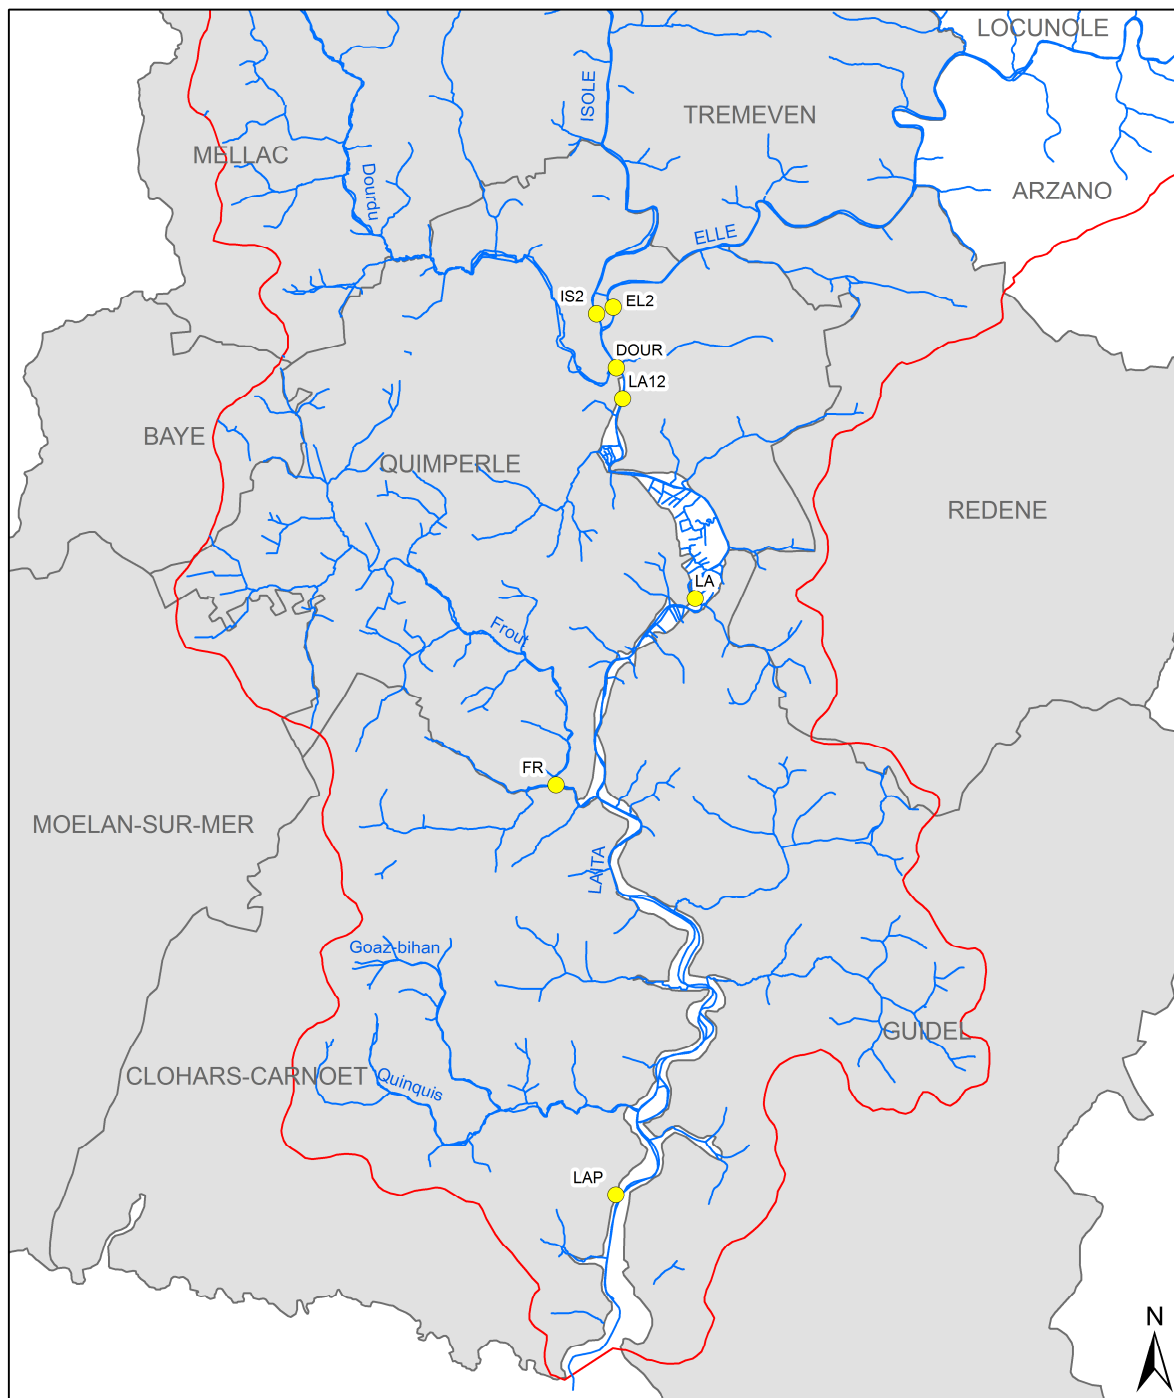 LOCUNOLE
ISOLE
TREMEVEN
MELLAC
Dourdu
ARZANO
ELLE
IS2
EL2
DOUR
LA12
BAYE
QUIMPERLE
REDENE
LA
Frout
FR
MOELAN-SUR-MER
LAITA
Goaz-bihan
GUIDEL
CLOHARS-CARNOET
Quinquis
LAP
N